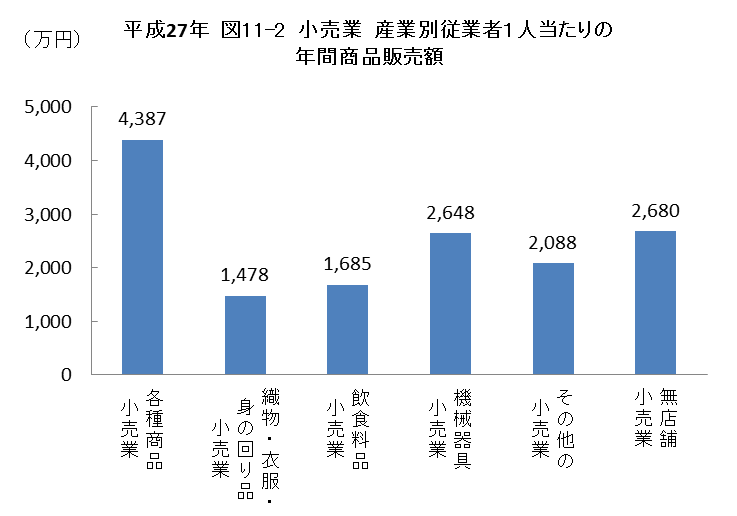 平成27年 図11-2 小売業 産業別従業者1人当たりの
年間商品販売額
(万円)
5,000
4,000
3,000
2,000
1,000
0
4,387
1,478
1,685
2,648
2,088
2,680
各種商品
小売業
織物・衣服・
身の回り品
小売業
飲食料品
小売業
機械器具
小売業
その他の
小売業
無店舗
小売業